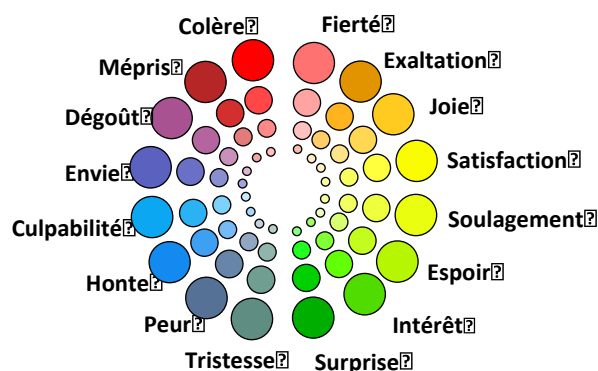 Colère�
Fierté�
Mépris�
Exaltation�
Dégoût�
Joie�
Envie�
Satisfaction�
Culpabilité�
Soulagement�
Honte�
Espoir�
Peur�
Intérêt�
Tristesse�
Surprise�